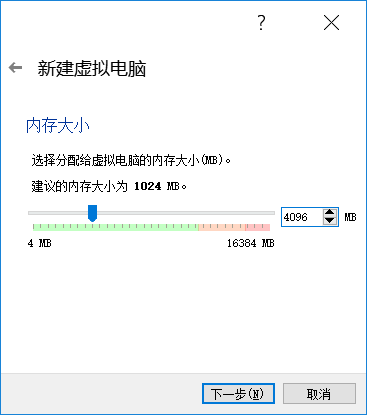 ?
新建虚拟电脑
内存大小
选择分配给虚拟电脑的内存大小(MB)。
建议的内存大小为 1024 MB。
4096 MB
4 MB 16384 MB
下一步(N) 取消